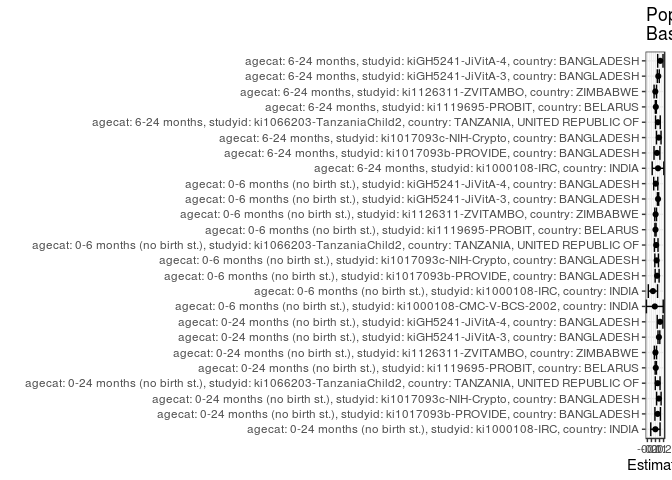 Pop
Bas
agecat: 6-24 months, studyid: kiGH5241-JiVitA-4, country: BANGLADESH
agecat: 6-24 months, studyid: kiGH5241-JiVitA-3, country: BANGLADESH
agecat: 6-24 months, studyid: ki1126311-ZVITAMBO, country: ZIMBABWE
agecat: 6-24 months, studyid: ki1119695-PROBIT, country: BELARUS
agecat: 6-24 months, studyid: ki1066203-TanzaniaChild2, country: TANZANIA, UNITED REPUBLIC OF
agecat: 6-24 months, studyid: ki1017093c-NIH-Crypto, country: BANGLADESH
agecat: 6-24 months, studyid: ki1017093b-PROVIDE, country: BANGLADESH
agecat: 6-24 months, studyid: ki1000108-IRC, country: INDIA
agecat: 0-6 months (no birth st.), studyid: kiGH5241-JiVitA-4, country: BANGLADESH
agecat: 0-6 months (no birth st.), studyid: kiGH5241-JiVitA-3, country: BANGLADESH
agecat: 0-6 months (no birth st.), studyid: ki1126311-ZVITAMBO, country: ZIMBABWE
agecat: 0-6 months (no birth st.), studyid: ki1119695-PROBIT, country: BELARUS
agecat: 0-6 months (no birth st.), studyid: ki1066203-TanzaniaChild2, country: TANZANIA, UNITED REPUBLIC OF
agecat: 0-6 months (no birth st.), studyid: ki1017093c-NIH-Crypto, country: BANGLADESH
agecat: 0-6 months (no birth st.), studyid: ki1017093b-PROVIDE, country: BANGLADESH
agecat: 0-6 months (no birth st.), studyid: ki1000108-IRC, country: INDIA
agecat: 0-6 months (no birth st.), studyid: ki1000108-CMC-V-BCS-2002, country: INDIA
agecat: 0-24 months (no birth st.), studyid: kiGH5241-JiVitA-4, country: BANGLADESH
agecat: 0-24 months (no birth st.), studyid: kiGH5241-JiVitA-3, country: BANGLADESH
agecat: 0-24 months (no birth st.), studyid: ki1126311-ZVITAMBO, country: ZIMBABWE
agecat: 0-24 months (no birth st.), studyid: ki1119695-PROBIT, country: BELARUS
agecat: 0-24 months (no birth st.), studyid: ki1066203-TanzaniaChild2, country: TANZANIA, UNITED REPUBLIC OF
agecat: 0-24 months (no birth st.), studyid: ki1017093c-NIH-Crypto, country: BANGLADESH
agecat: 0-24 months (no birth st.), studyid: ki1017093b-PROVIDE, country: BANGLADESH
agecat: 0-24 months (no birth st.), studyid: ki1000108-IRC, country: INDIA
Estima